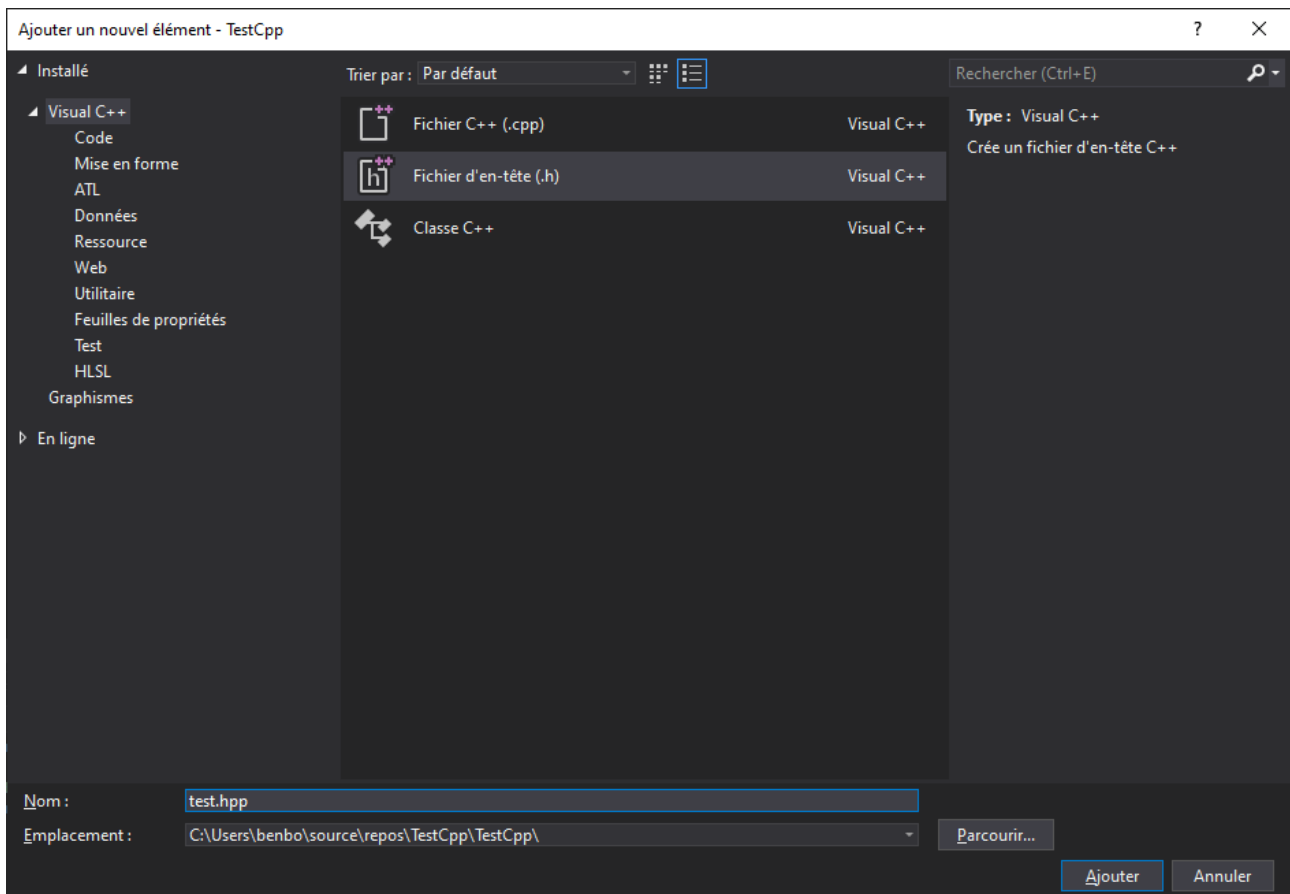 Ajouter un nouvel élément - TestCpp
?
Installé
Visual C++
Code
Mise en forme
ATL
Données
Ressource
Web
Utilitaire
Feuilles de propriétés
Test
HLSL
Graphismes
En ligne
Trier par : Par défaut
Fichier C++ (.cpp) Visual C++
Fichier d'en-tête (.h) Visual C++
Classe C++ Visual C++
Rechercher (Ctrl+E)
Type : Visual C++
Crée un fichier d'en-tête C++
Nom : test.hpp
Emplacement : C:\Users\benbo\source\repos\TestCpp\TestCpp\
Parcourir...
Ajouter Annuler